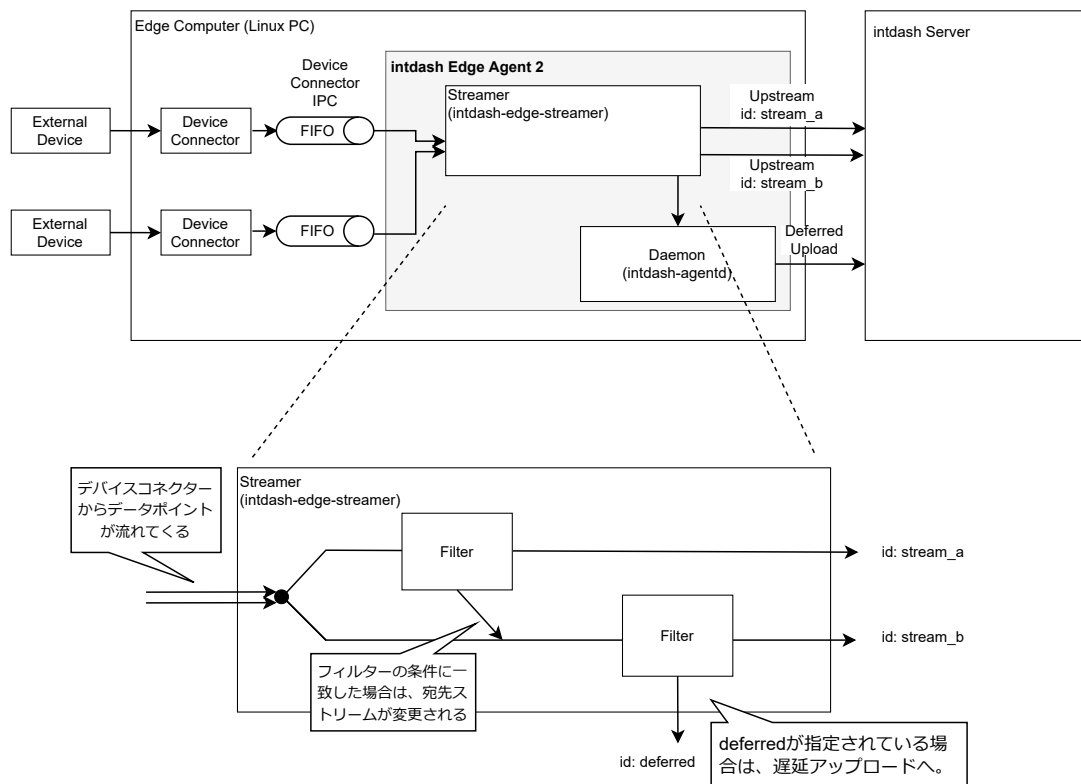 Edge Computer (Linux PC)
intdash Server
Device
Connector
IPC
intdash Edge Agent 2
Streamer
(intdash-edge-streamer)
Upstream
id: stream_a
External
Device
Device
Connector
FIFO
Upstream
id: stream_b
External
Device
Device
Connector
FIFO
Deferred
Upload
Daemon
(intdash-agentd)
デバイスコネクター
からデータポイント
が流れてくる
Streamer
(intdash-edge-streamer)
Filter
id: stream_a
Filter
id: stream_b
フィルターの条件に一
致した場合は、宛先ス
トリームが変更される
deferredが指定されている場
合は、遅延アップロードへ。
id: deferred